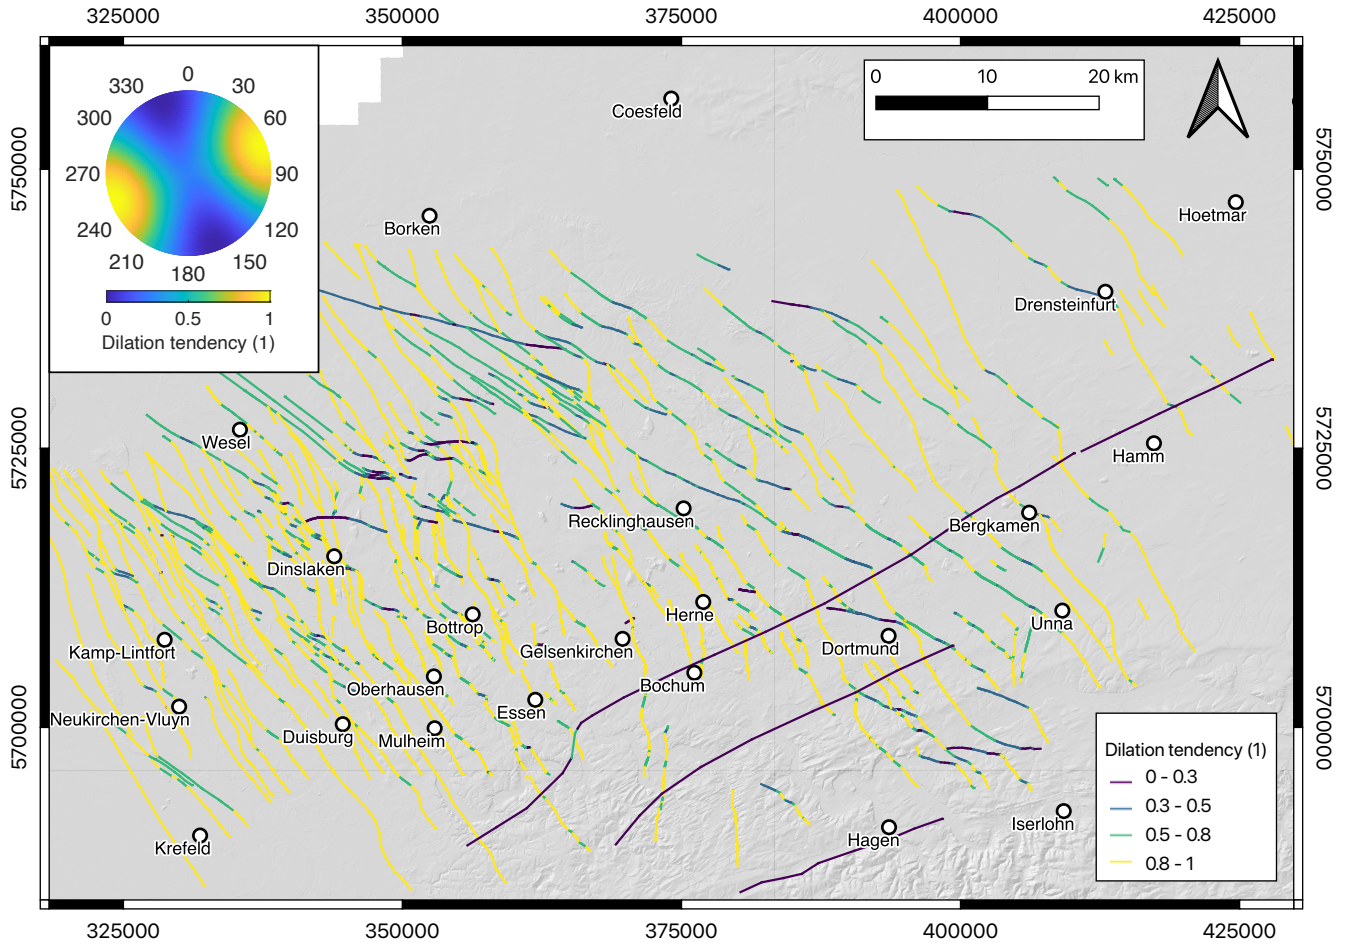 325000 350000 375000 400000 425000
0
330 30
300 60
270 90
240 120
210 150
180
0 0.5 1
Dilation tendency (1)
0 10 20 km
5750000 5750000
5725000 5725000
5700000 5700000
Coesfeld
Borken
Hoetmar
Drensteinfurt
Wesel
Hamm
Recklinghausen
Bergkamen
Dinslaken
Herne
Bottrop
Unna
Kamp-Lintfort
Gelsenkirchen
Dortmund
Oberhausen
Bochum
Neukirchen-Vluyn
Essen
Duisburg
Mulheim
Iserlohn
Hagen
Krefeld
Dilation tendency (1)
0 - 0.3
0.3 - 0.5
0.5 - 0.8
0.8 - 1
325000 350000 375000 400000 425000